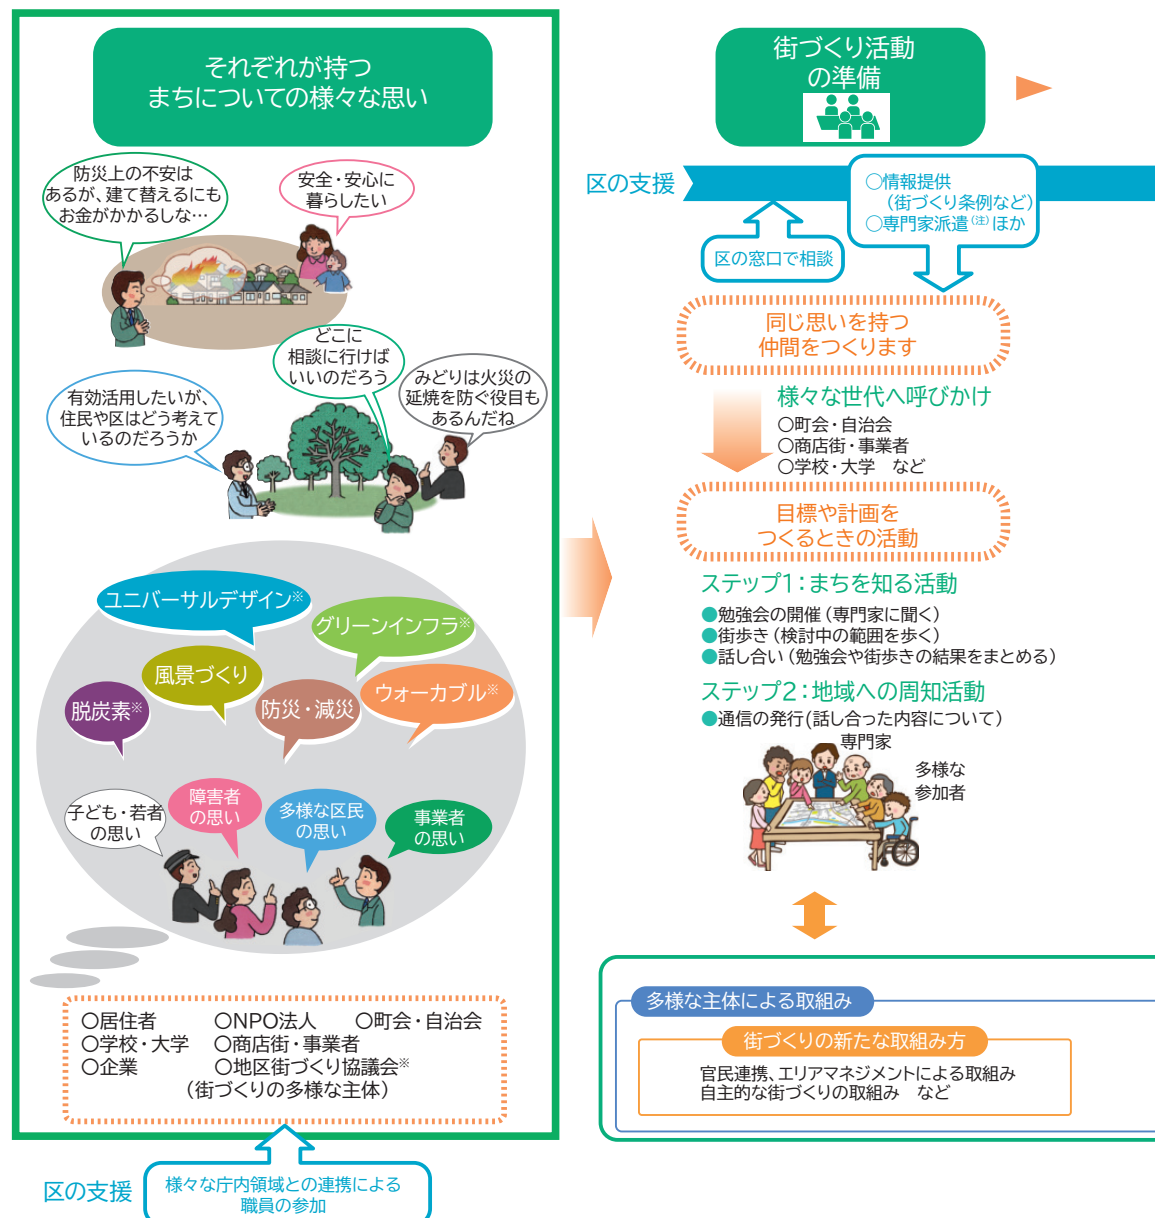 それぞれが持つ
まちについての様々な思い
防災上の不安は
あるが、建て替えるにも
お金がかかるしな…
安全・安心に
暮らしたい
どこに
相談に行けば
いいのだろう
みどりは火災の
延焼を防ぐ役目も
あるんだね
有効活用したいが、
住民や区はどう考えて
いるのだろうか
ユニバーサルデザイン※
グリーンインフラ※
風景づくり
脱炭素※
防災・減災
ウォーカブル※
子ども・若者
の思い
障害者
の思い
多様な区民
の思い
事業者
の思い
○居住者 ○NPO法人 ○町会・自治会
○学校・大学 ○商店街・事業者
○企業 ○地区街づくり協議会※
（街づくりの多様な主体）
区の支援
様々な庁内領域との連携による
職員の参加
街づくり活動
の準備
区の支援
○情報提供
（街づくり条例など）
○専門家派遣（注）ほか
区の窓口で相談
同じ思いを持つ
仲間をつくります
様々な世代へ呼びかけ
○町会・自治会
○商店街・事業者
○学校・大学 など
目標や計画を
つくるときの活動
ステップ1：まちを知る活動
●勉強会の開催（専門家に聞く）
●街歩き（検討中の範囲を歩く）
●話し合い（勉強会や街歩きの結果をまとめる）
ステップ2：地域への周知活動
●通信の発行(話し合った内容について）
専門家
多様な
参加者
多様な主体による取組み
街づくりの新たな取組み方
官民連携、エリアマネジメントによる取組み
自主的な街づくりの取組み など